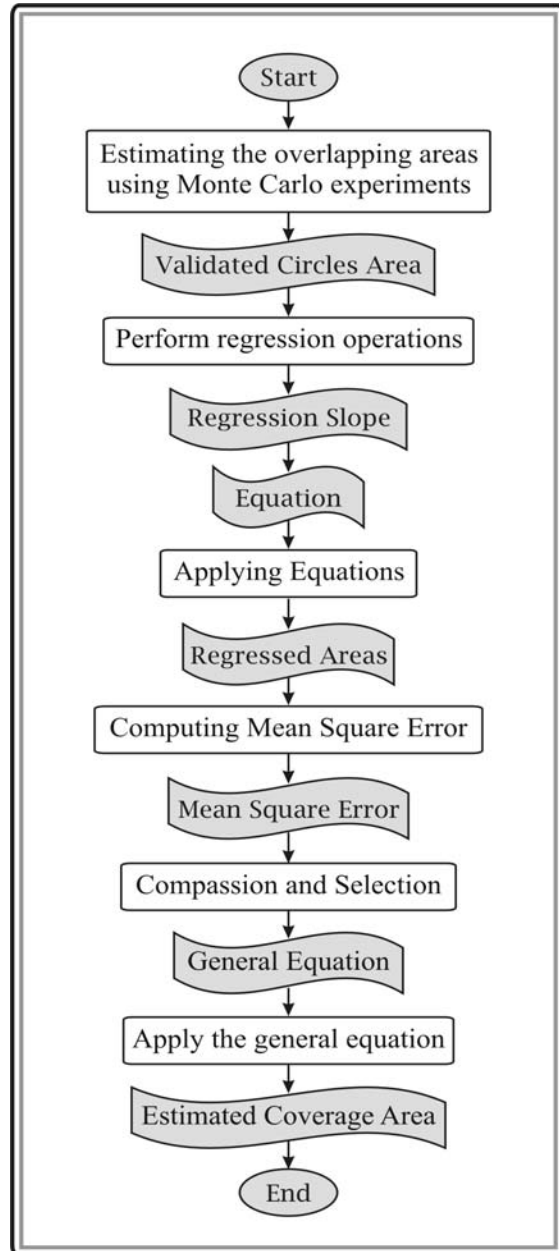 Start
Estimating the overlapping areas
using Monte Carlo experiments
Validated Circles Area
Perform regression operations
Regression Slope
Equation
Applying Equations
Regressed Areas
Computing Mean Square Error
Mean Square Error
Compassion and Selection
General Equation
Apply the general equation
Estimated Coverage Area
End